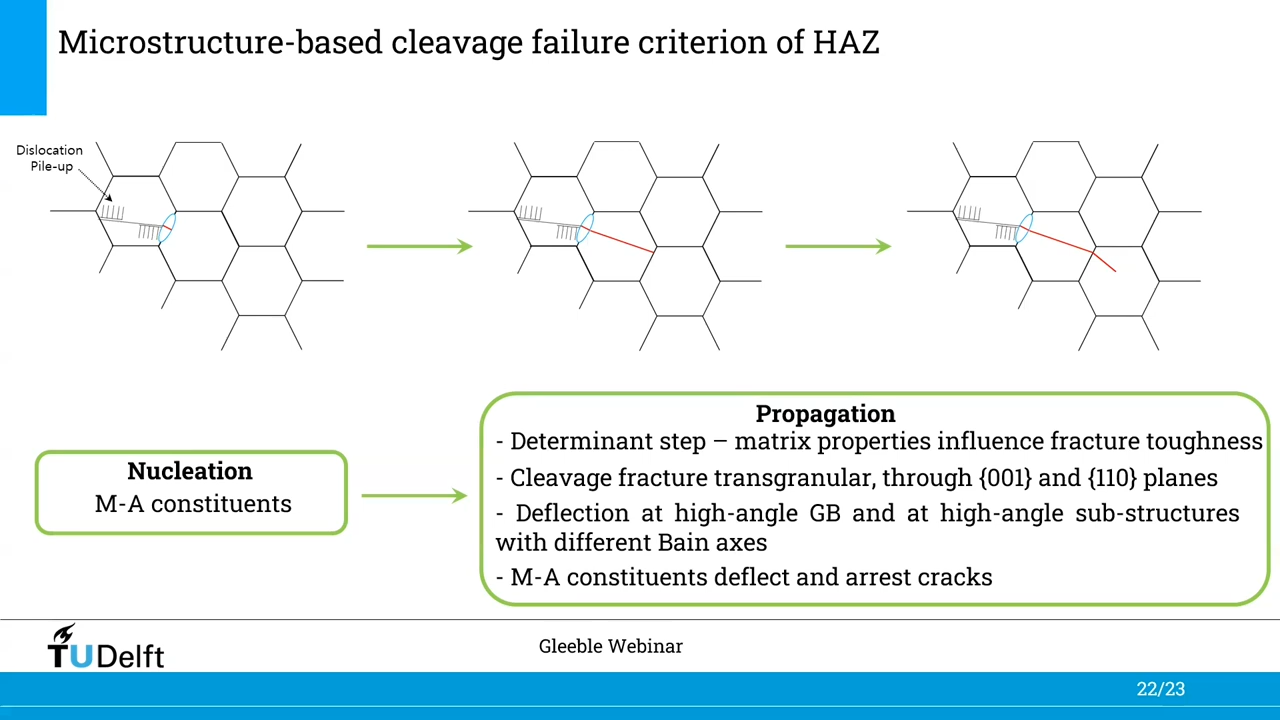 Microstructure-based cleavage failure criterion of HAZ
Dislocation
Pile-up
Nucleation
M-A constituents
Propagation
- Determinant step – matrix properties influence fracture toughness
- Cleavage fracture transgranular, through {001} and {110} planes
- Deflection at high-angle GB and at high-angle sub-structures
with different Bain axes
- M-A constituents deflect and arrest cracks
TUDelft
Gleeble Webinar
22/23